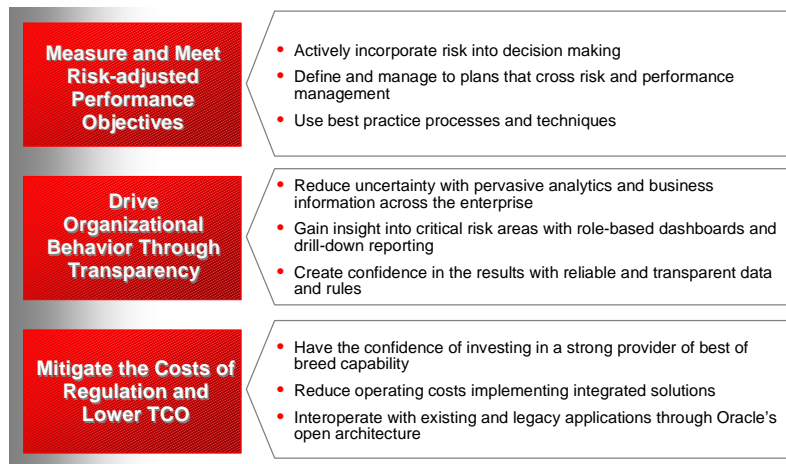 Measure and Meet
Risk-adjusted
Performance
Objectives
• Actively incorporate risk into decision making
• Define and manage to plans that cross risk and performance
management
• Use best practice processes and techniques
Drive
Organizational
Behavior Through
Transparency
• Reduce uncertainty with pervasive analytics and business
information across the enterprise
• Gain insight into critical risk areas with role-based dashboards and
drill-down reporting
• Create confidence in the results with reliable and transparent data
and rules
Mitigate the Costs of
Regulation and
Lower TCO
• Have the confidence of investing in a strong provider of best of
breed capability
• Reduce operating costs implementing integrated solutions
• Interoperate with existing and legacy applications through Oracle's
open architecture